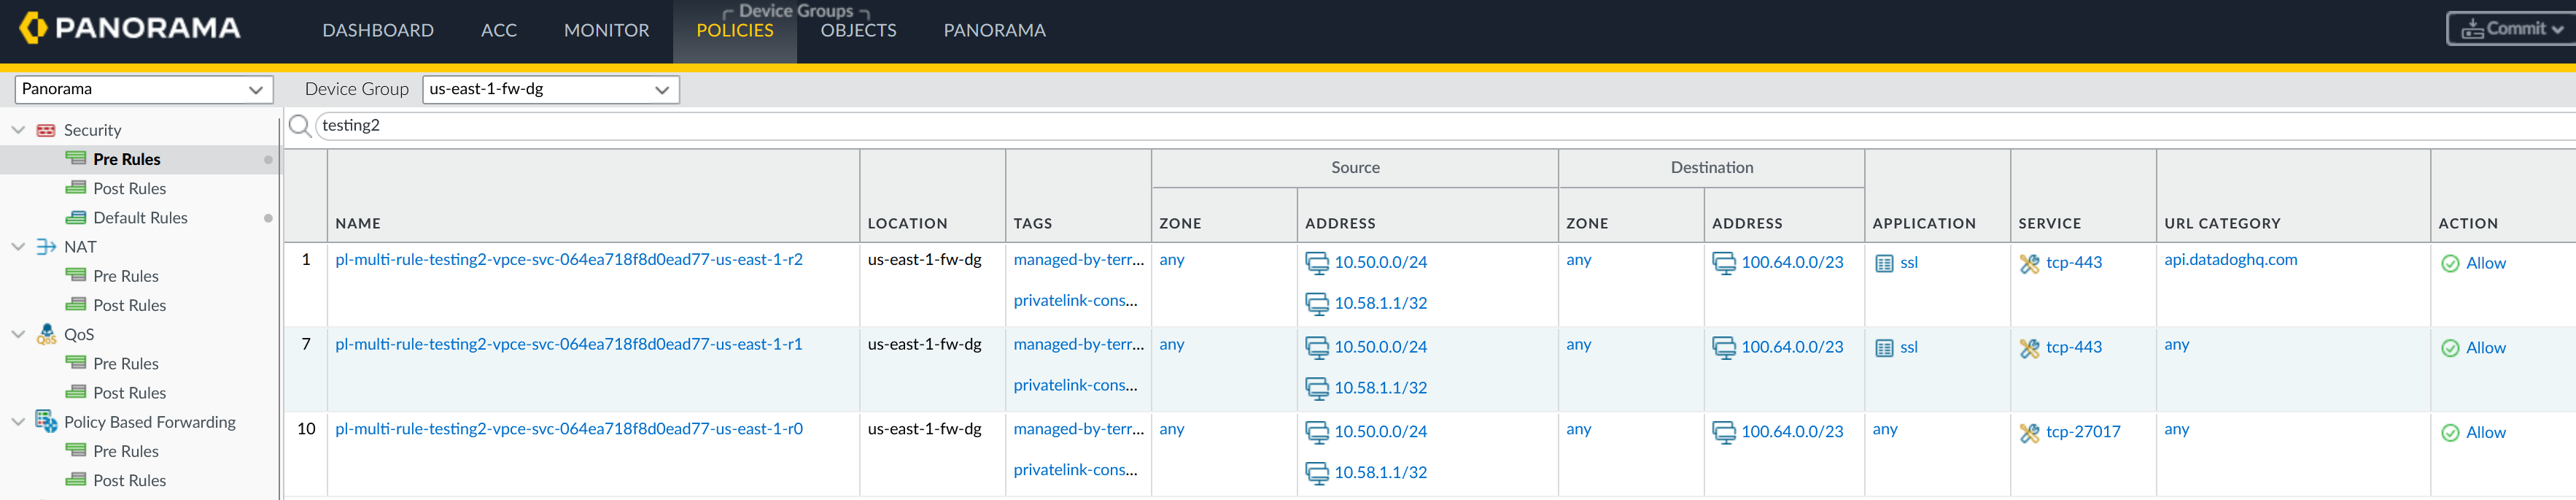 PANORAMA
DASHBOARD ACC MONITOR POLICIES Device Groups OBJECTS PANORAMA Commit
Panorama Device Group us-east-1-fw-dg
testing2
Security
Pre Rules
Post Rules
Default Rules
NAT
Pre Rules
Post Rules
QoS
Pre Rules
Post Rules
Policy Based Forwarding
Pre Rules
Post Rules
Source Destination
NAME LOCATION TAGS ZONE ADDRESS ZONE ADDRESS APPLICATION SERVICE URL CATEGORY ACTION
1 pl-multi-rule-testing2-vpce-svc-064ea718f8d0ead77-us-east-1-r2 us-east-1-fw-dg managed-by-terr... any 10.50.0.0/24 any 100.64.0.0/23 ssl tcp-443 api.datadoghq.com Allow
privatelink-cons... 10.58.1.1/32
7 pl-multi-rule-testing2-vpce-svc-064ea718f8d0ead77-us-east-1-r1 us-east-1-fw-dg managed-by-terr... any 10.50.0.0/24 any 100.64.0.0/23 ssl tcp-443 any Allow
privatelink-cons... 10.58.1.1/32
10 pl-multi-rule-testing2-vpce-svc-064ea718f8d0ead77-us-east-1-r0 us-east-1-fw-dg managed-by-terr... any 10.50.0.0/24 any 100.64.0.0/23 any tcp-27017 any Allow
privatelink-cons... 10.58.1.1/32